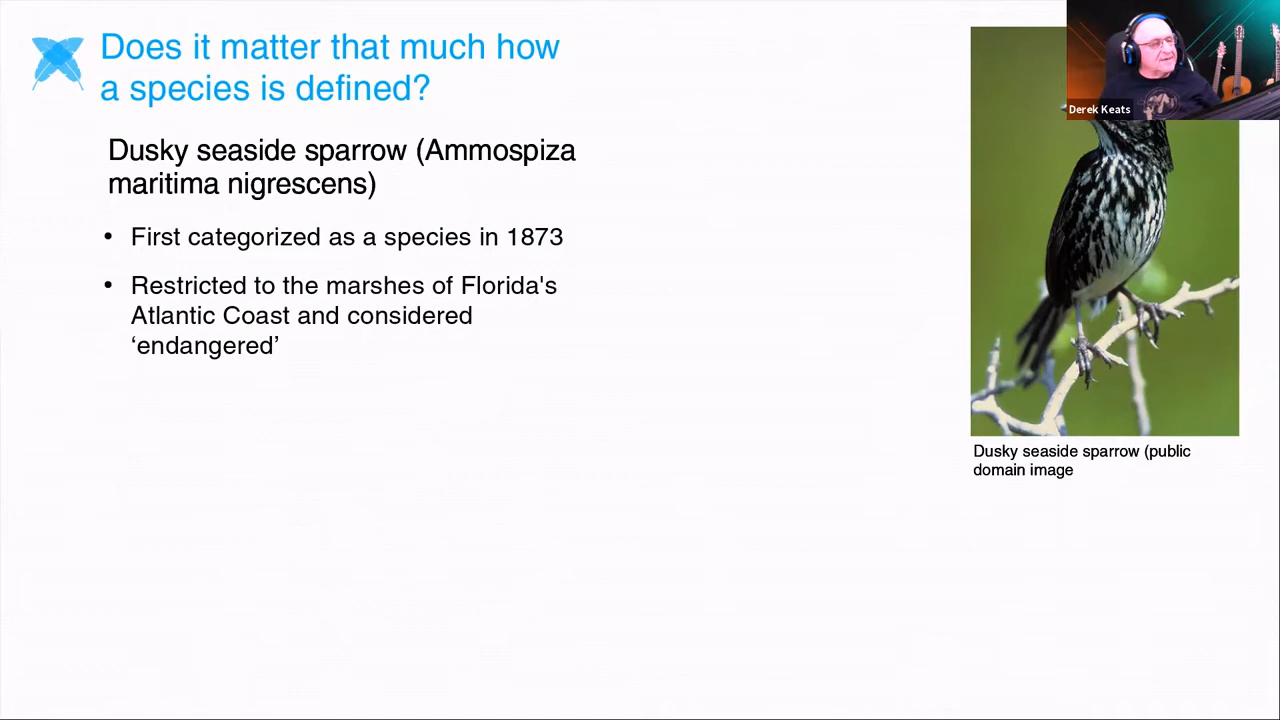 Does it matter that much how
a species is defined?
Derek Keats
Dusky seaside sparrow (Ammospiza
maritima nigrescens)
• First categorized as a species in 1873
• Restricted to the marshes of Florida's
Atlantic Coast and considered
‘endangered’
Dusky seaside sparrow (public
domain image